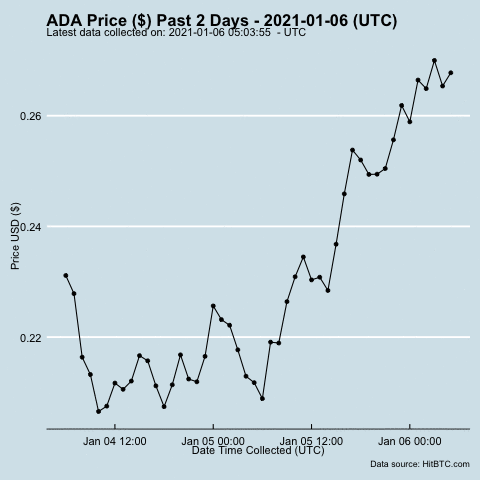 ADA Price ($) Past 2 Days - 2021-01-06 (UTC)
Latest data collected on: 2021-01-06 05:03:55 - UTC
0.26
0.24
0.22
Price USD ($)
Jan 04 12:00
Jan 05 00:00
Jan 05 12:00
Jan 06 00:00
Date Time Collected (UTC)
Data source: HitBTC.com